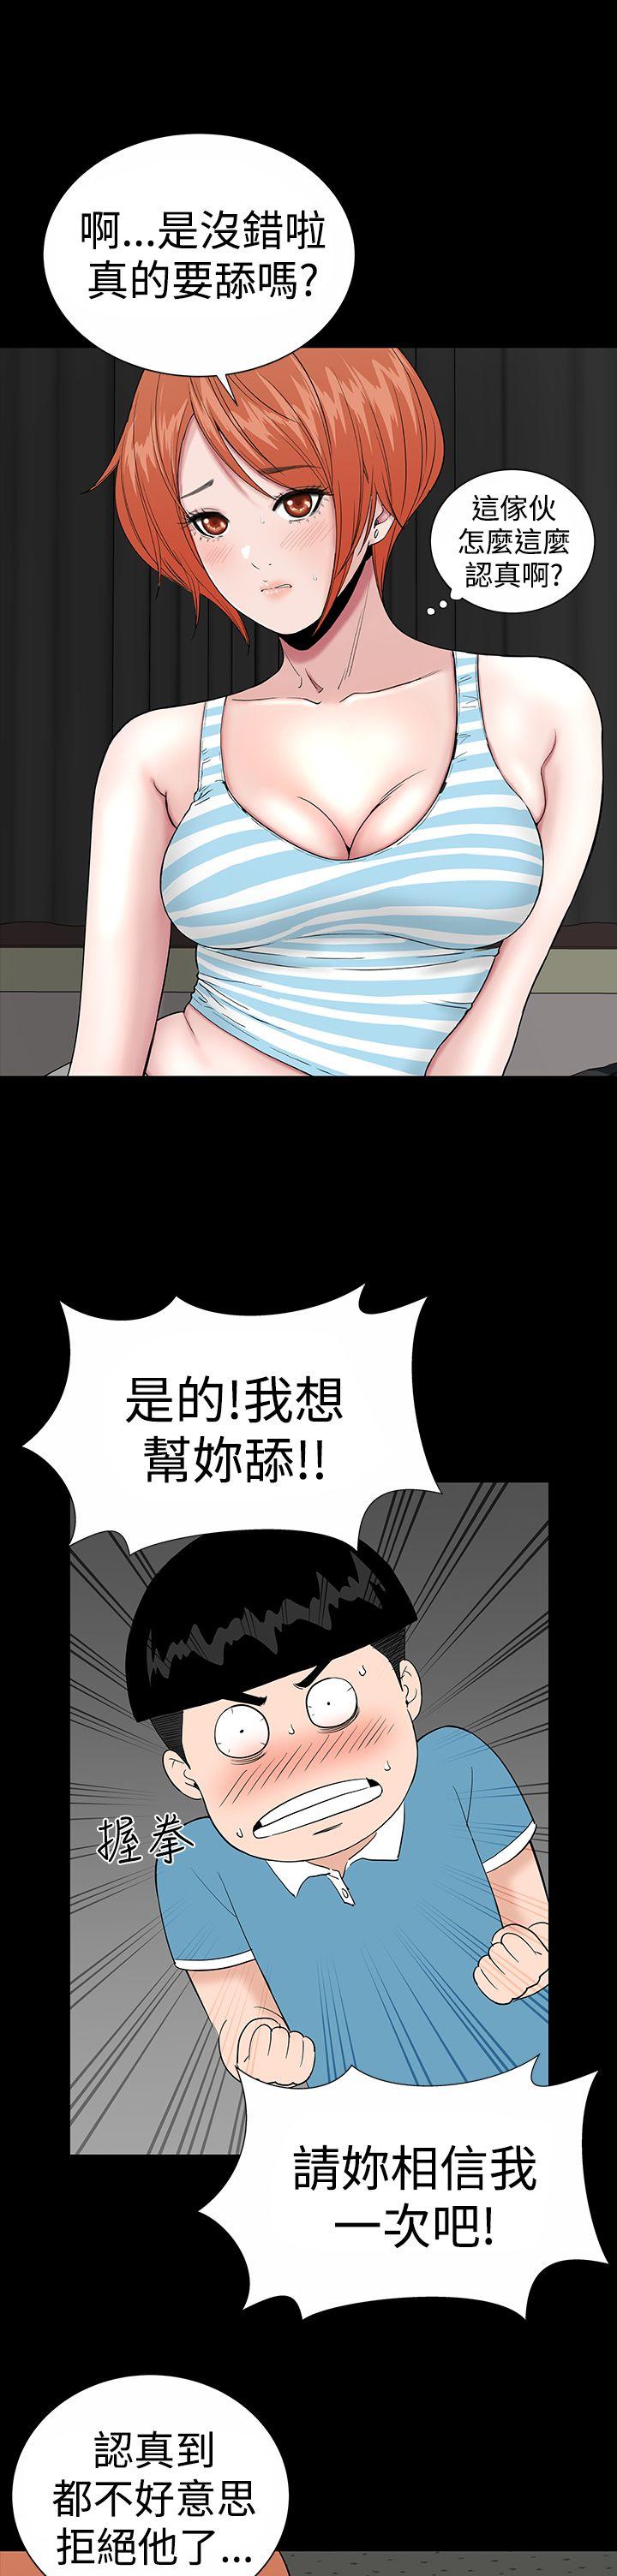 啊...是沒錯啦
真的要舔嗎?
這傢伙
怎麼這麼
認真啊?
是的!我想
幫妳舔!!
握拳
請妳相信我
一次吧!
認真到
都不好意思
拒絕他了...